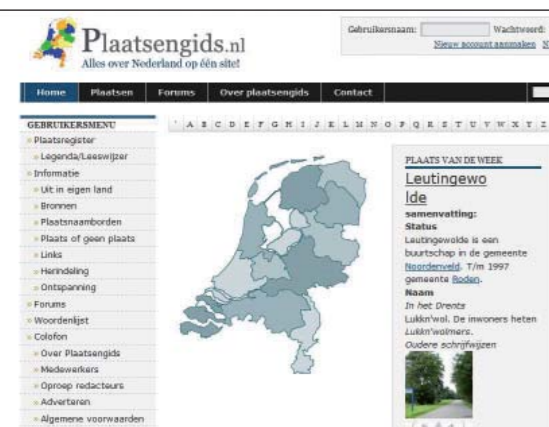 Plaatsengids.nl
Alles over Nederland op één site!
Gebruikersnaam: Wachtwoord:
Nieuw account aanmaken N
Home Plaatsen Forums Over plaatsengids Contact
GEBRUIKERSMENU
' A B C D E F G H I J K L M N O P Q R S T U V W X Y Z
» Plaatsregister
» Legenda/Leeswijzer
» Informatie
» Uit in eigen land
» Bronnen
» Plaatsnaamborden
» Plaats of geen plaats
» Links
» Herindeling
» Ontspanning
» Forums
» Woordenlijst
» Colofon
» Over Plaatsengids
» Medewerkers
» Oproep redacteurs
» Adverteren
» Algemene voorwaarden
PLAATS VAN DE WEEK
Leutingewo
lde
samenvatting:
Status
Leutingewolde is een
buurtschap in de gemeente
Noordenveld. T/m 1997
gemeente Roden.
Naam
In het Drents
Lukkn'wol. De inwoners heten
Lukkn'wolmers.
Oudere schrijfwijzen